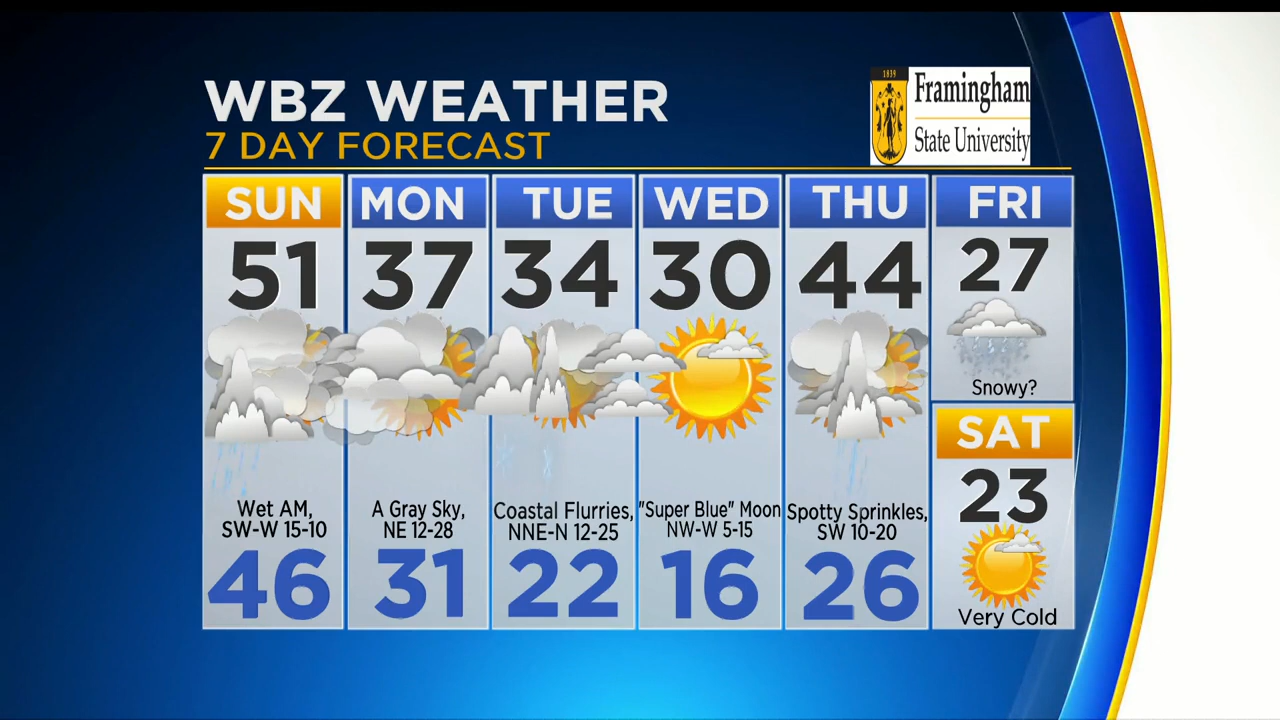 WBZ WEATHER
7 DAY FORECAST
1839
Framingham
State University
SUN
51
Wet AM,
SW-W 15-10
46
MON
37
A Gray Sky,
NE 12-28
31
TUE
34
Coastal Flurries,
NNE-N 12-25
22
WED
30
"Super Blue" Moon
NW-W 5-15
16
THU
44
Spotty Sprinkles,
SW 10-20
26
FRI
27
Snowy?
SAT
23
Very Cold